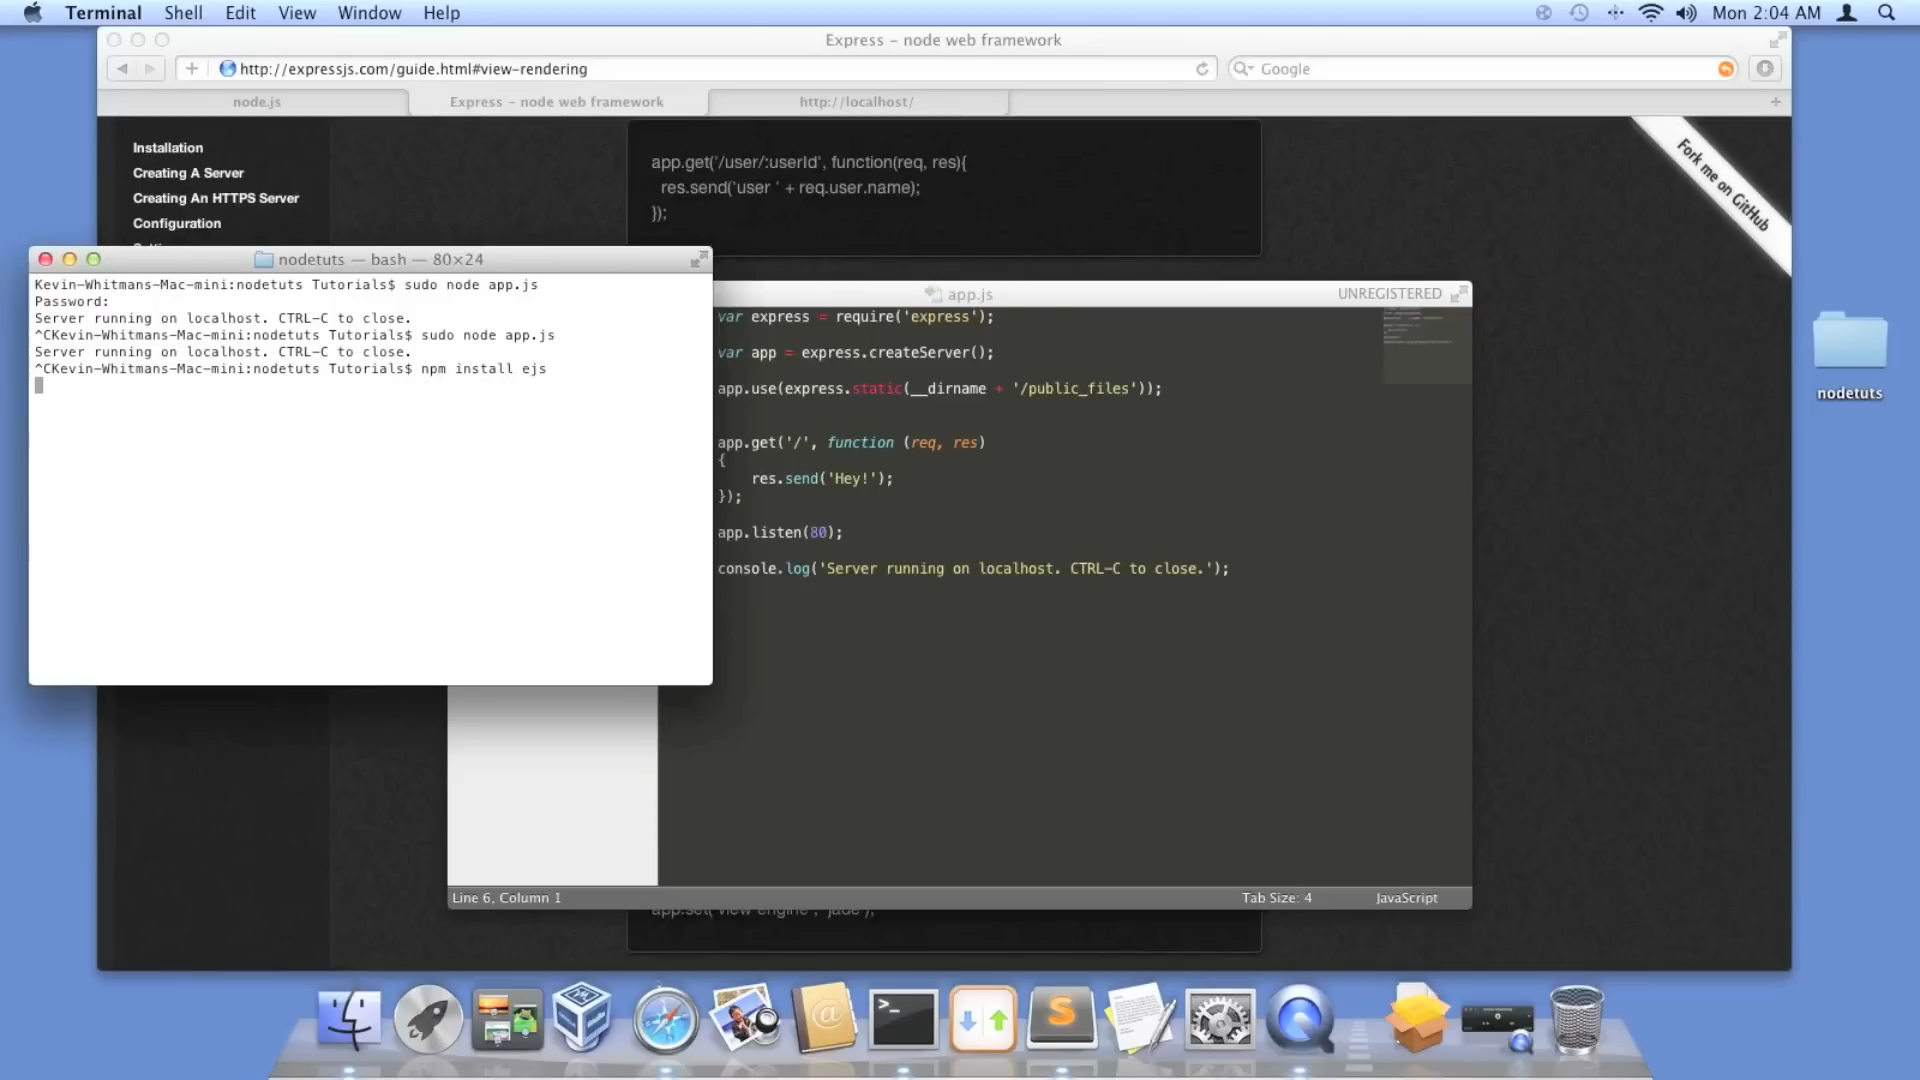 Terminal Shell Edit View Window Help
Mon 2:04 AM
Express – node web framework
http://expressjs.com/guide.html#view-rendering
Google
node.js
Express – node web framework
http://localhost/
Installation
Creating A Server
Creating An HTTPS Server
Configuration
app.get('/user/:userId', function(req, res){
res.send('user ' + req.user.name);
});
Fork me on GitHub
nodetuts — bash — 80×24
Kevin-Whitmans-Mac-mini:nodetuts Tutorials$ sudo node app.js
Password:
Server running on localhost. CTRL-C to close.
^CKevin-Whitmans-Mac-mini:nodetuts Tutorials$ sudo node app.js
Server running on localhost. CTRL-C to close.
^CKevin-Whitmans-Mac-mini:nodetuts Tutorials$ npm install ejs
app.js
UNREGISTERED
var express = require('express');
var app = express.createServer();
app.use(express.static(__dirname + '/public_files'));
app.get('/', function (req, res)
{
res.send('Hey!');
});
app.listen(80);
console.log('Server running on localhost. CTRL-C to close.');
Line 6, Column 1
Tab Size: 4
JavaScript
app.set('view engine', 'jade');
nodetuts